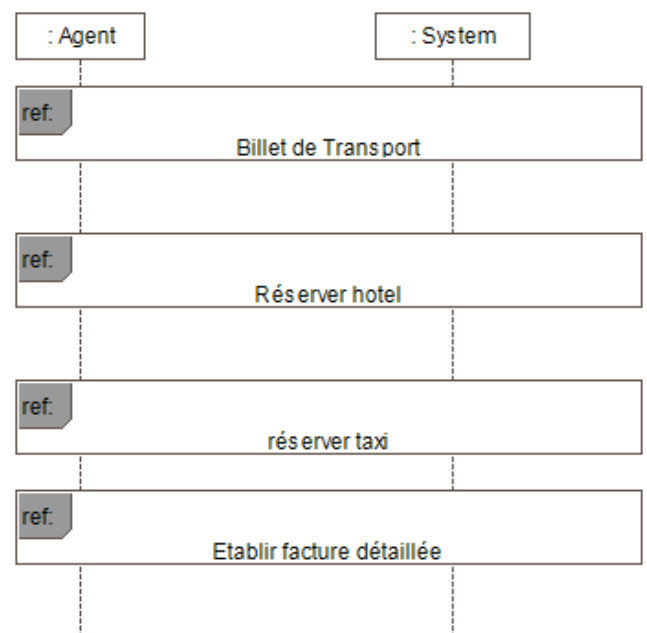 : Agent
: System
ref:
Billet de Transport
ref:
Réserver hotel
ref:
réserver taxi
ref:
Etablir facture détaillée